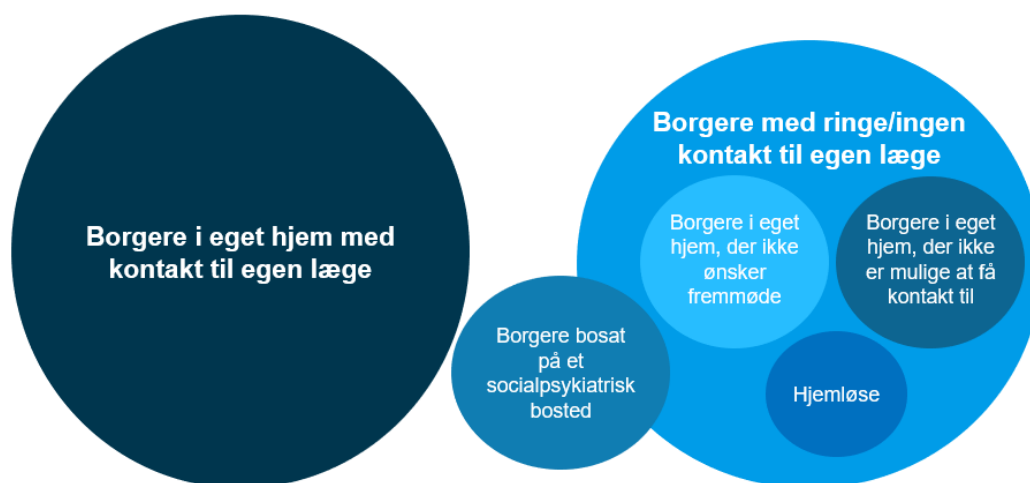 Borgere i eget hjem med
kontakt til egen læge
Borgere bosat
på et
socialpsykiatrisk
bosted
Borgere med ringe/ingen
kontakt til egen læge
Borgere i eget
hjem, der ikke
ønsker
fremmøde
Borgere i eget
hjem, der ikke
er mulige at få
kontakt til
Hjemløse